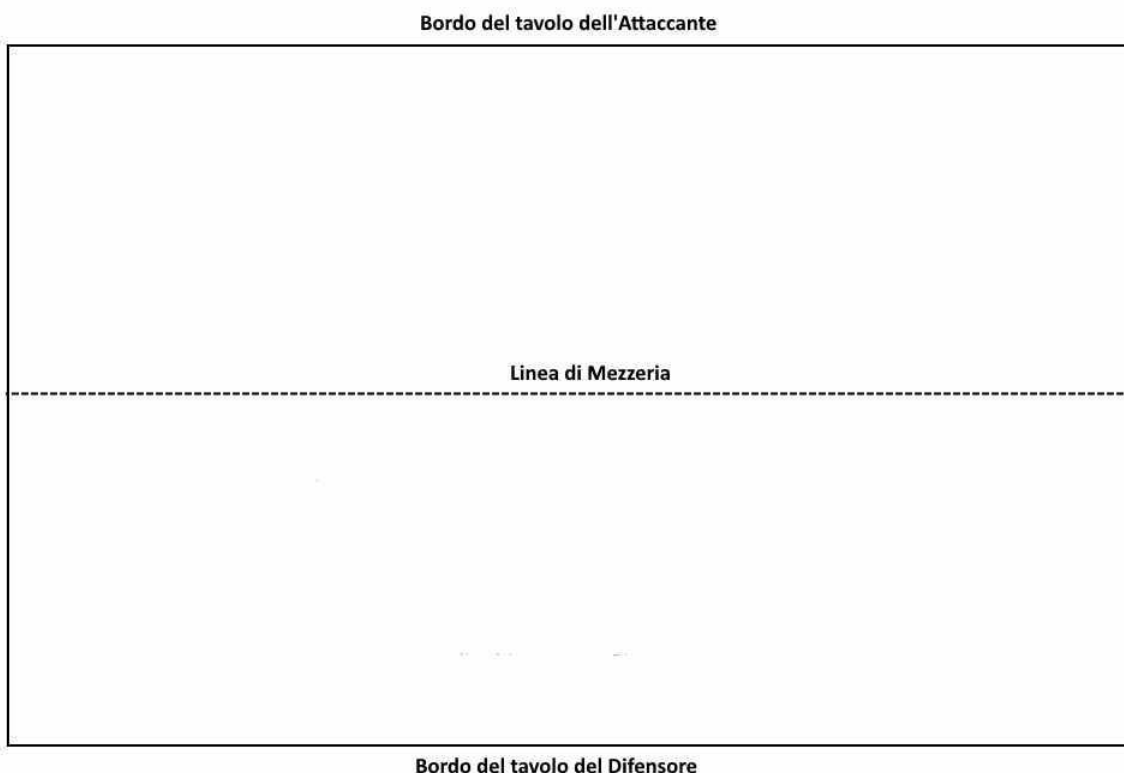 Bordo del tavolo dell'Attaccante
Linea di Mezzeria
Bordo del tavolo del Difensore